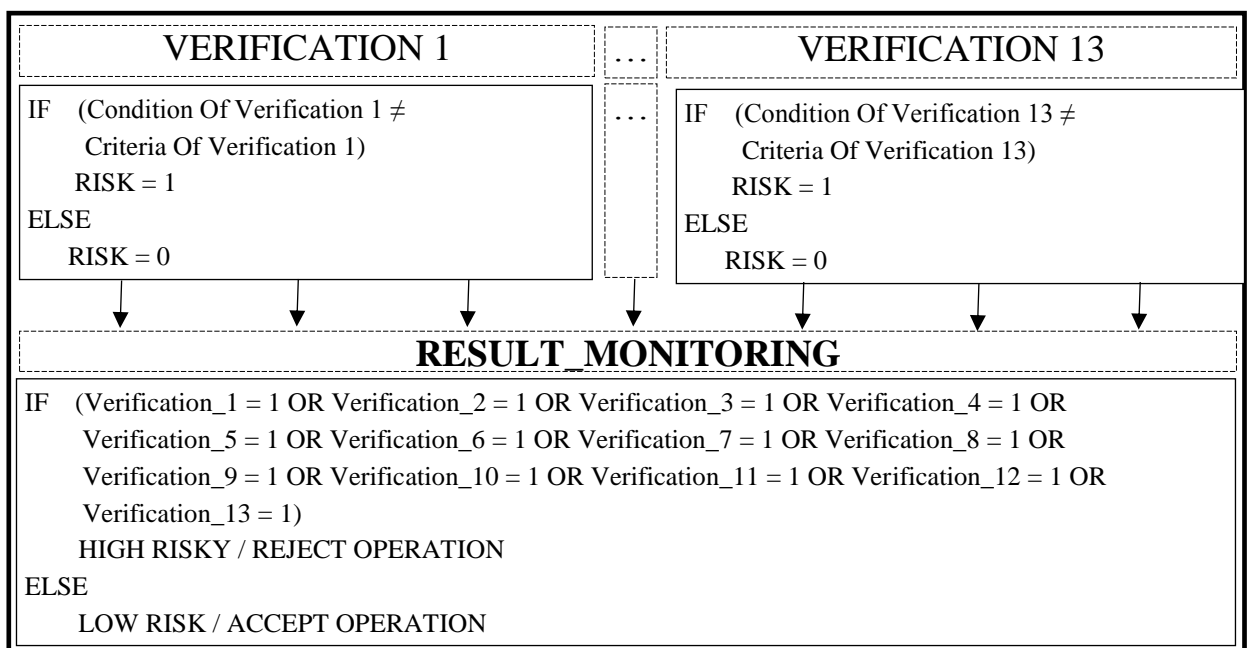 VERIFICATION 1
IF (Condition Of Verification 1 ≠
Criteria Of Verification 1)
RISK = 1
ELSE
RISK = 0
…
…
VERIFICATION 13
IF (Condition Of Verification 13 ≠
Criteria Of Verification 13)
RISK = 1
ELSE
RISK = 0
RESULT_MONITORING
IF (Verification_1 = 1 OR Verification_2 = 1 OR Verification_3 = 1 OR Verification_4 = 1 OR
Verification_5 = 1 OR Verification_6 = 1 OR Verification_7 = 1 OR Verification_8 = 1 OR
Verification_9 = 1 OR Verification_10 = 1 OR Verification_11 = 1 OR Verification_12 = 1 OR
Verification_13 = 1)
HIGH RISKY / REJECT OPERATION
ELSE
LOW RISK / ACCEPT OPERATION